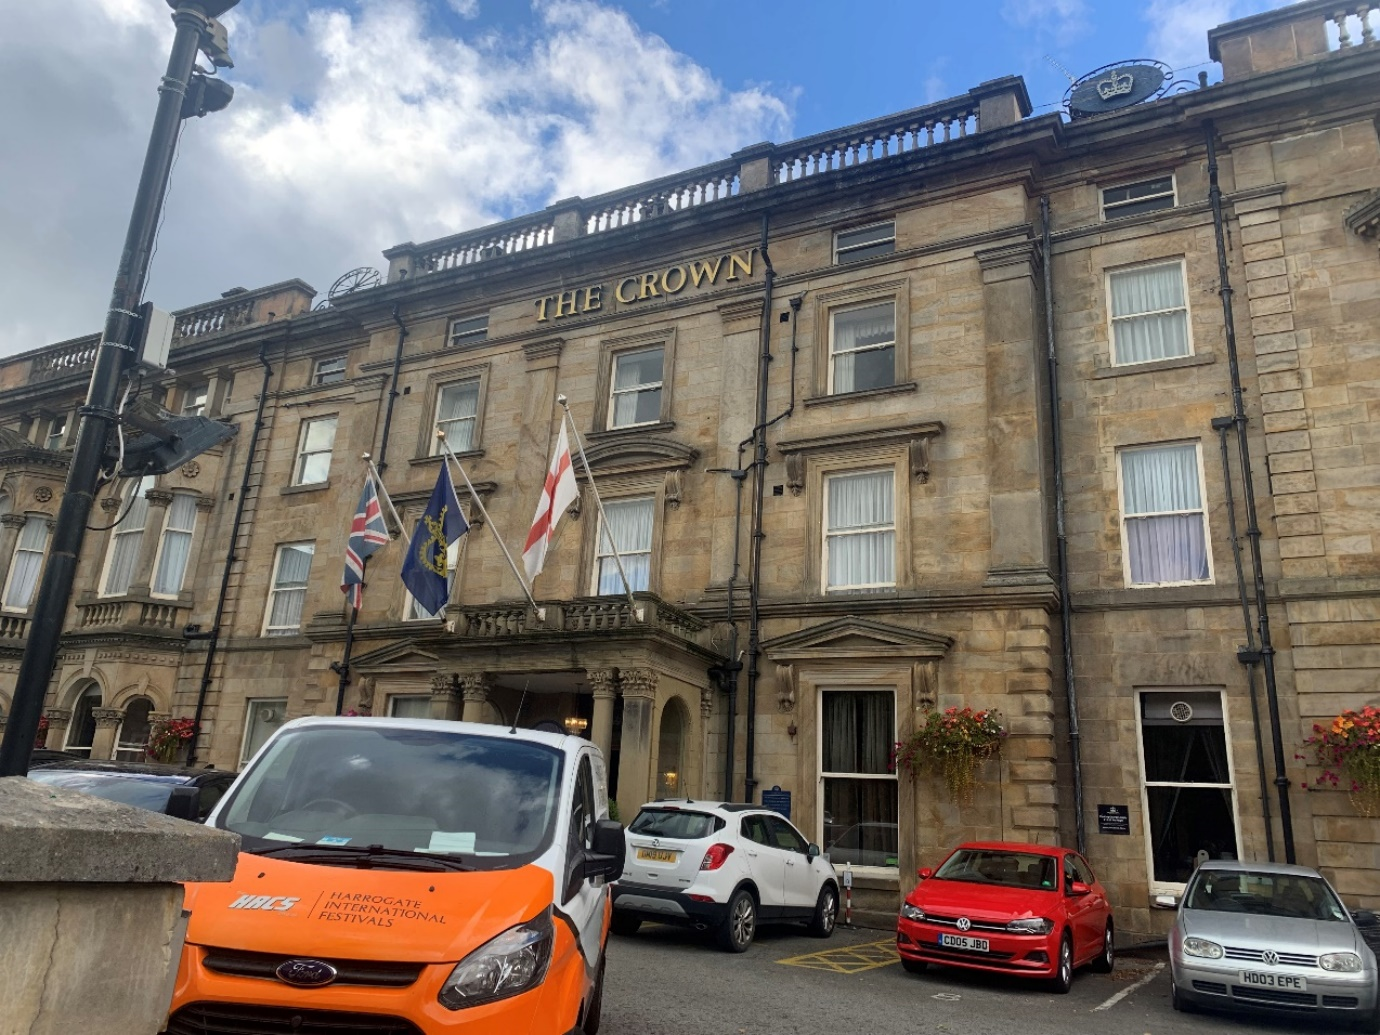 THE CROWN
HACS
HARROGATE
INTERNATIONAL
FESTIVALS
Ford
CD05 JBO
HD03 EPE